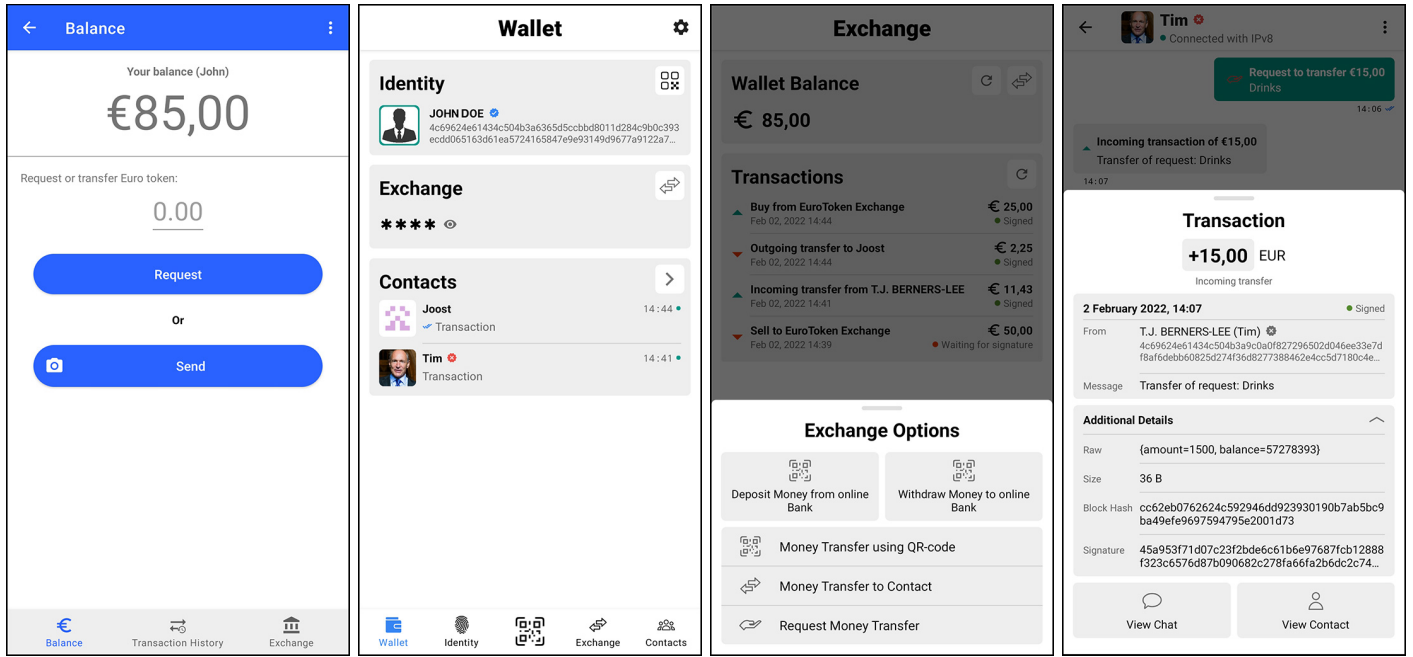 Balance
Your balance (John)
€85,00
Request or transfer Euro token:
0.00
Request
Or
Send
Balance
Transaction History
Exchange
Wallet
Identity
JOHN DOE
4c69624e61434c504b3a6365d5ccbbd8011d284c9b0c393
ecdd065163d61ea5724165847e9e93149d9677a9122a7...
Exchange
****
Contacts
Joost
14:44
Transaction
Tim
14:41
Transaction
Wallet
Identity
Exchange
Contacts
Exchange
Wallet Balance
€ 85,00
Transactions
Buy from EuroToken Exchange
€ 25,00
Feb 02, 2022 14:44
Signed
Outgoing transfer to Joost
€ 2,25
Feb 02, 2022 14:44
Signed
Incoming transfer from T.J. BERNERS-LEE
€ 11,43
Feb 02, 2022 14:41
Signed
Sell to EuroToken Exchange
€ 50,00
Feb 02, 2022 14:39
Waiting for signature
Exchange Options
Deposit Money from online
Bank
Withdraw Money to online
Bank
Money Transfer using QR-code
Money Transfer to Contact
Request Money Transfer
Tim
Connected with IPv8
Request to transfer €15,00
Drinks
14:06
Incoming transaction of €15,00
Transfer of request: Drinks
14:07
Transaction
+15,00 EUR
Incoming transfer
2 February 2022, 14:07
Signed
From
T.J. BERNERS-LEE (Tim)
4c69624e61434c504b3a9c0a0f827296502d046ee33e7d
f8af6debb60825d274f36d8277388462e4cc5d7180c4e...
Message
Transfer of request: Drinks
Additional Details
Raw
{amount=1500, balance=57278393}
Size
36 B
Block Hash
cc62eb0762624c592946dd923930190b7ab5bc9
ba49efe9697594795e2001d73
Signature
45a953f71d07c23f2bde6c61b6e97687fcb12888
f323c6576d87b090682c278fa66fa2b6dc2c74...
View Chat
View Contact